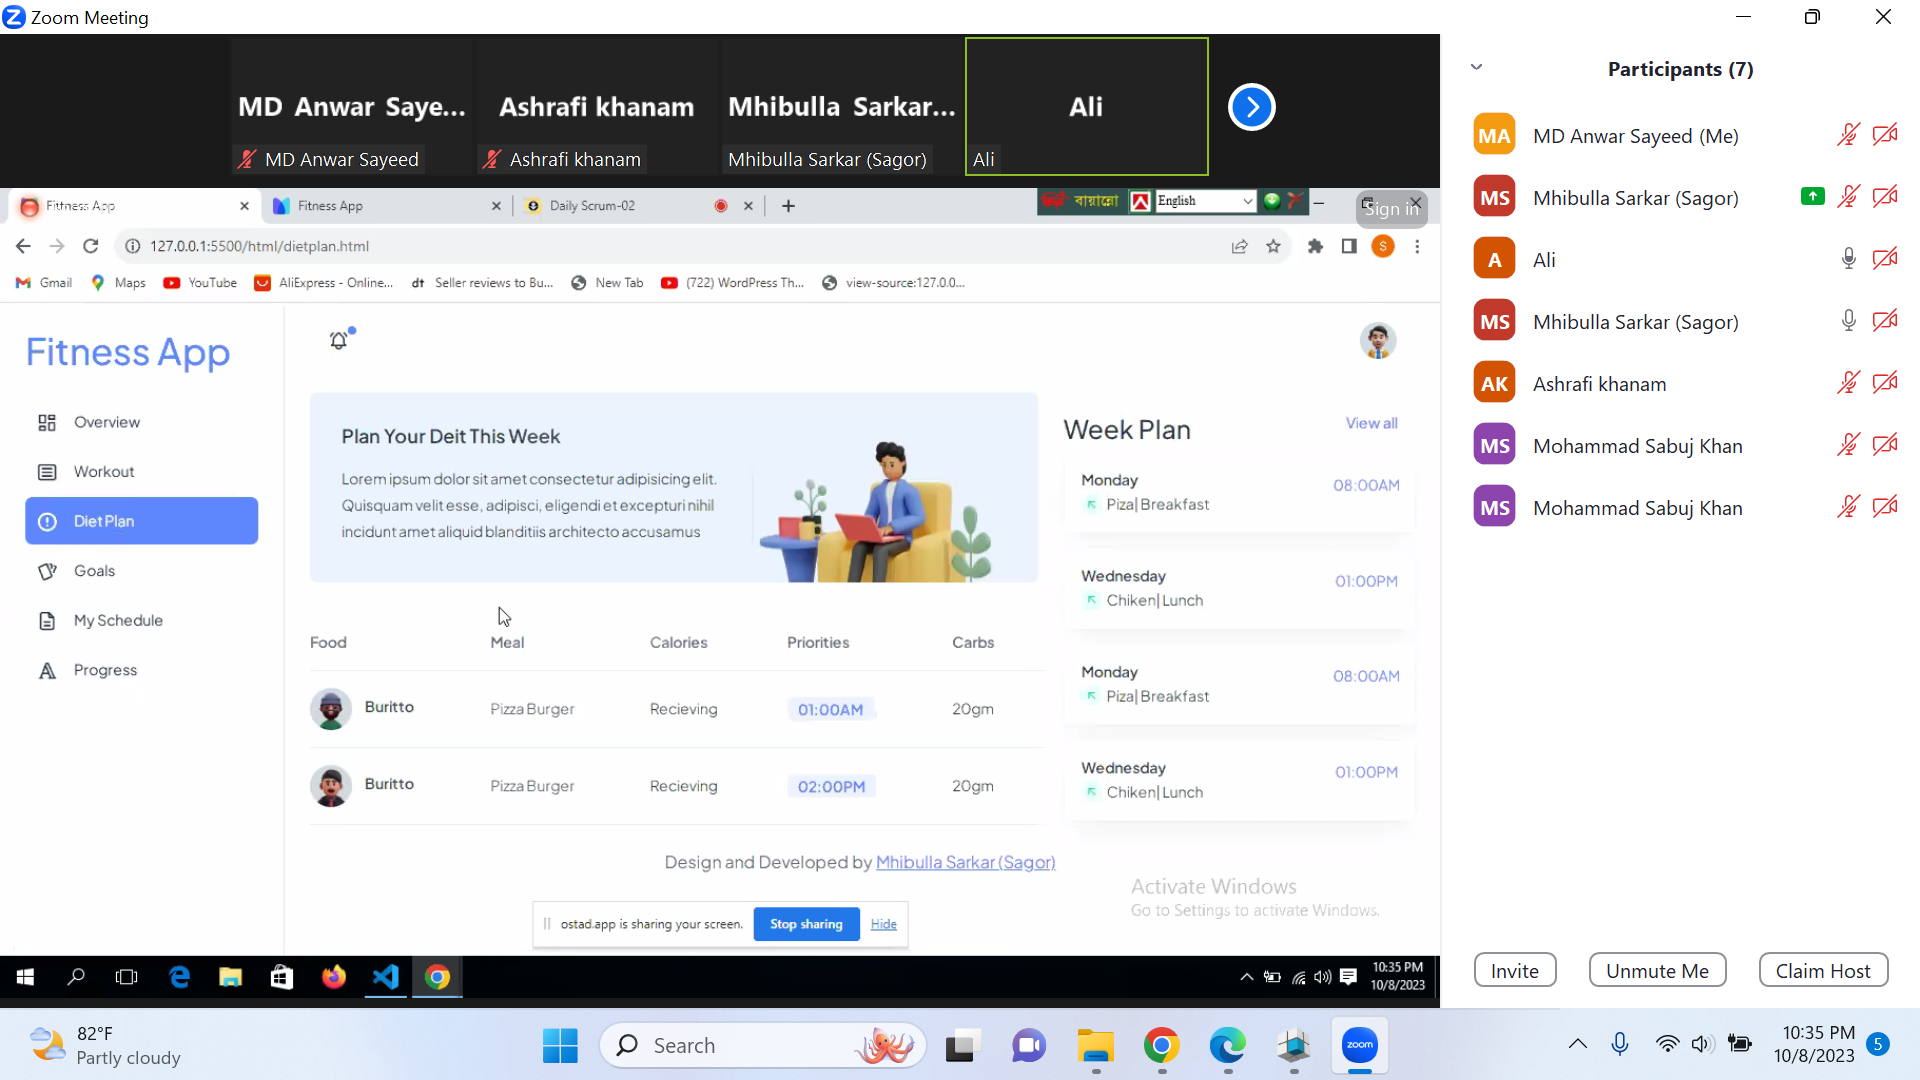 Zoom Meeting
MD Anwar Saye...
Ashrafi khanam
Mhibulla Sarkar...
Ali
MD Anwar Sayeed
Ashrafi khanam
Mhibulla Sarkar (Sagor)
Ali
Fitness App
Fitness App
Daily Scrum-02
বায়ান্নো
English
Sign in
127.0.0.1:5500/html/dietplan.html
S
Gmail
Maps
YouTube
AliExpress - Online...
dt Seller reviews to Bu...
New Tab
(722) WordPress Th...
view-source:127.0.0...
Fitness App
Overview
Workout
Diet Plan
Goals
My Schedule
Progress
Plan Your Deit This Week
Lorem ipsum dolor sit amet consectetur adipisicing elit.
Quisquam velit esse, adipisci, eligendi et excepturi nihil
incidunt amet aliquid blanditiis architecto accusamus
Food Meal Calories Priorities Carbs
Buritto Pizza Burger Recieving 01:00AM 20gm
Buritto Pizza Burger Recieving 02:00PM 20gm
Week Plan View all
Monday 08:00AM
Piza| Breakfast
Wednesday 01:00PM
Chiken| Lunch
Monday 08:00AM
Piza| Breakfast
Wednesday 01:00PM
Chiken| Lunch
Design and Developed by Mhibulla Sarkar (Sagor)
Activate Windows
Go to Settings to activate Windows.
ostad.app is sharing your screen. Stop sharing Hide
10:35 PM
10/8/2023
Participants (7)
MA MD Anwar Sayeed (Me)
MS Mhibulla Sarkar (Sagor)
A Ali
MS Mhibulla Sarkar (Sagor)
AK Ashrafi khanam
MS Mohammad Sabuj Khan
MS Mohammad Sabuj Khan
Invite Unmute Me Claim Host
82°F
Partly cloudy
Search
zoom
10:35 PM
10/8/2023
5